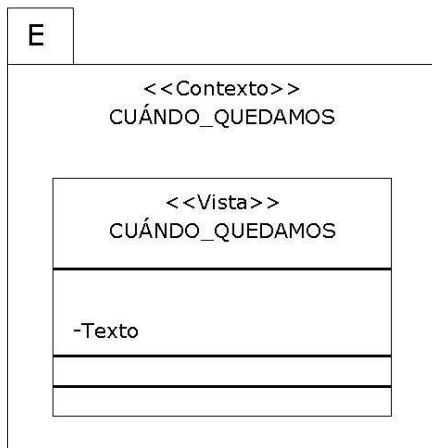 E
<<Contexto>>
CUÁNDO_QUEDAMOS
<<Vista>>
CUÁNDO_QUEDAMOS
-Texto